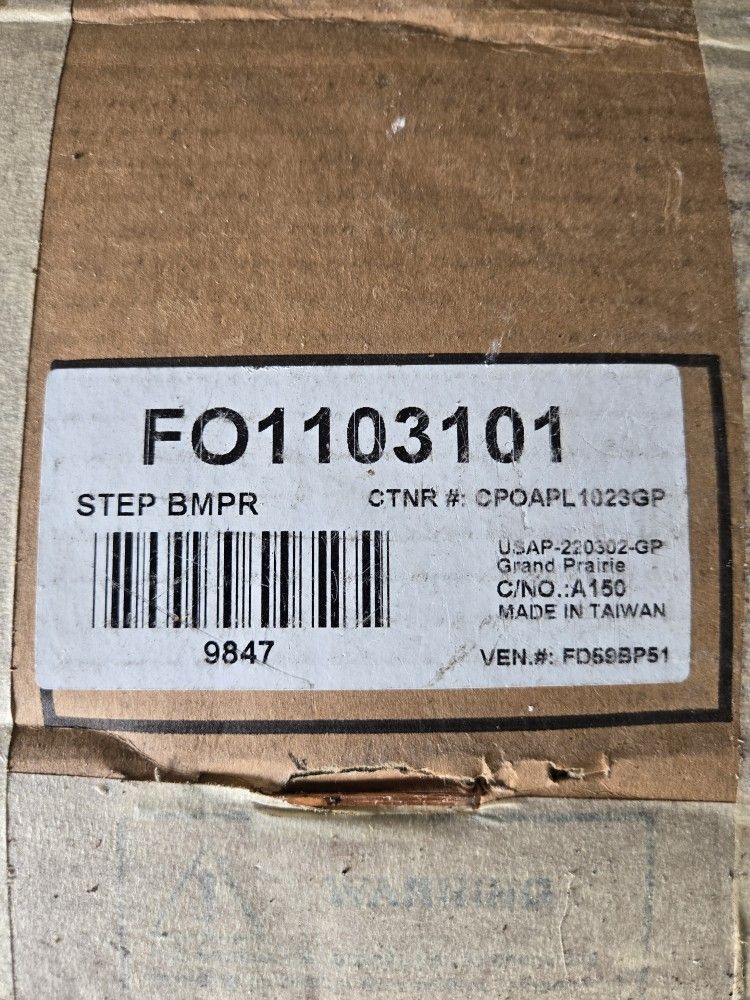 FO1103101
STEP BMPR
CTNR #: CPOAPL1023GP
USAP-220302-GP
Grand Prairie
C/NO.:A150
MADE IN TAIWAN
9847
VEN.#: FD59BP51
WARNING